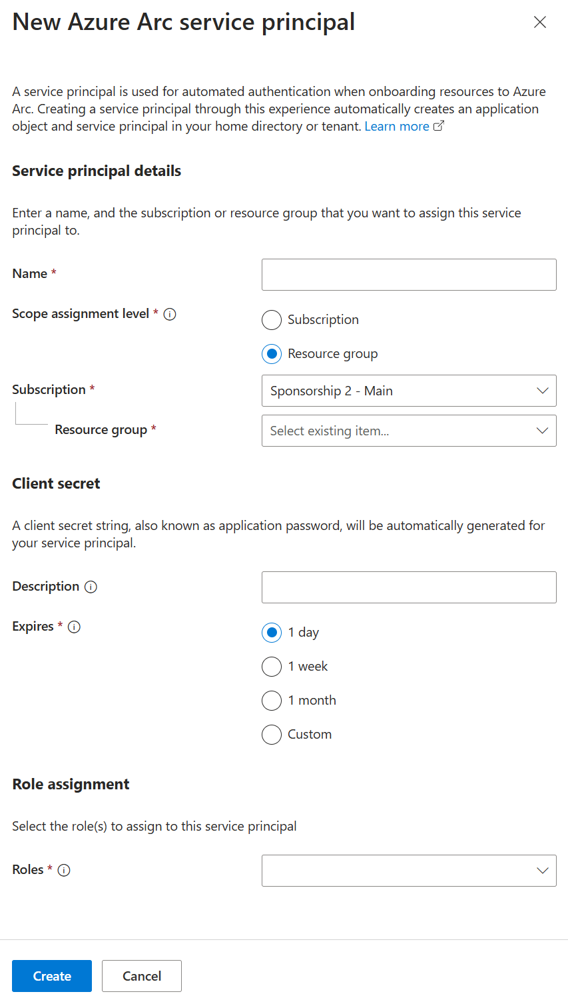 New Azure Arc service principal
A service principal is used for automated authentication when onboarding resources to Azure
Arc. Creating a service principal through this experience automatically creates an application
object and service principal in your home directory or tenant. Learn more
Service principal details
Enter a name, and the subscription or resource group that you want to assign this service
principal to.
Name *
Scope assignment level *
Subscription
Resource group
Subscription *
Sponsorship 2 - Main
Resource group *
Select existing item...
Client secret
A client secret string, also known as application password, will be automatically generated for
your service principal.
Description
Expires *
1 day
1 week
1 month
Custom
Role assignment
Select the role(s) to assign to this service principal
Roles *
Create
Cancel